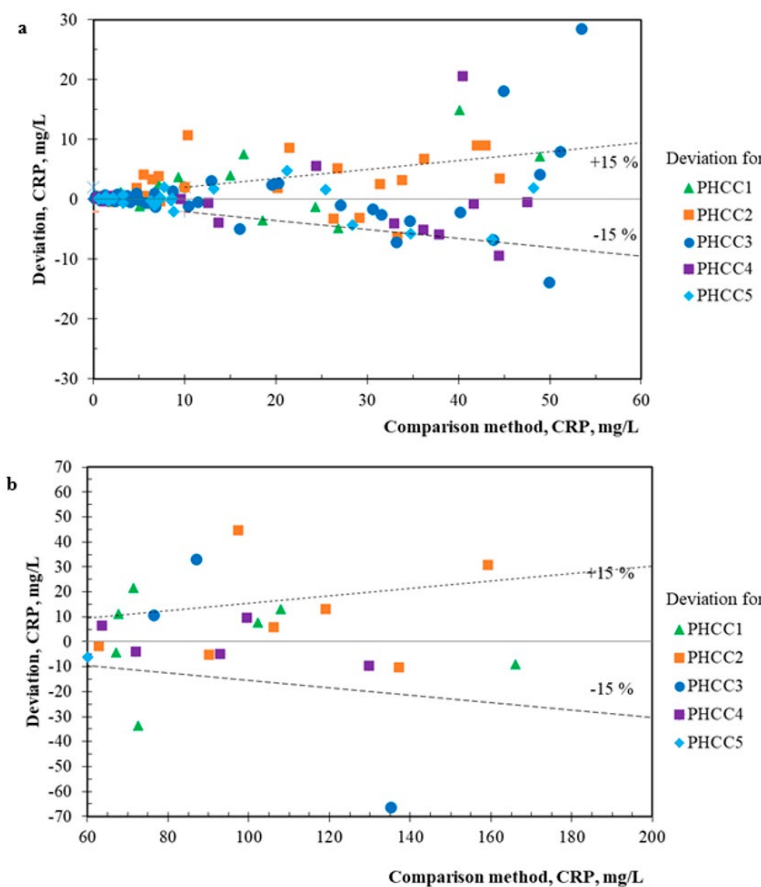 a
30
20
10
0
-10
-20
-30
Deviation, CRP, mg/L
+15 %
-15 %
0 10 20 30 40 50 60
Comparison method, CRP, mg/L
Deviation for
PHCC1
PHCC2
PHCC3
PHCC4
PHCC5
b
70
60
50
40
30
20
10
0
-10
-20
-30
-40
-50
-60
-70
Deviation, CRP, mg/L
+15 %
-15 %
60 80 100 120 140 160 180 200
Comparison method, CRP, mg/L
Deviation for
PHCC1
PHCC2
PHCC3
PHCC4
PHCC5